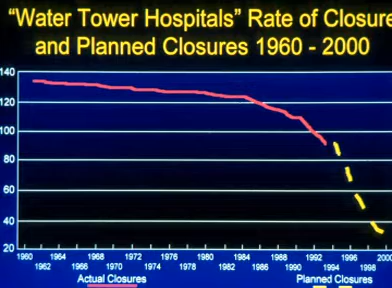 "Water Tower Hospitals" Rate of Closure
and Planned Closures 1960 - 2000
140
120
100
80
60
40
20
1960 1964 1968 1972 1976 1980 1984 1988 1992 1996 2000
1962 1966 1970 1974 1978 1982 1986 1990 1994 1998
Actual Closures Planned Closures